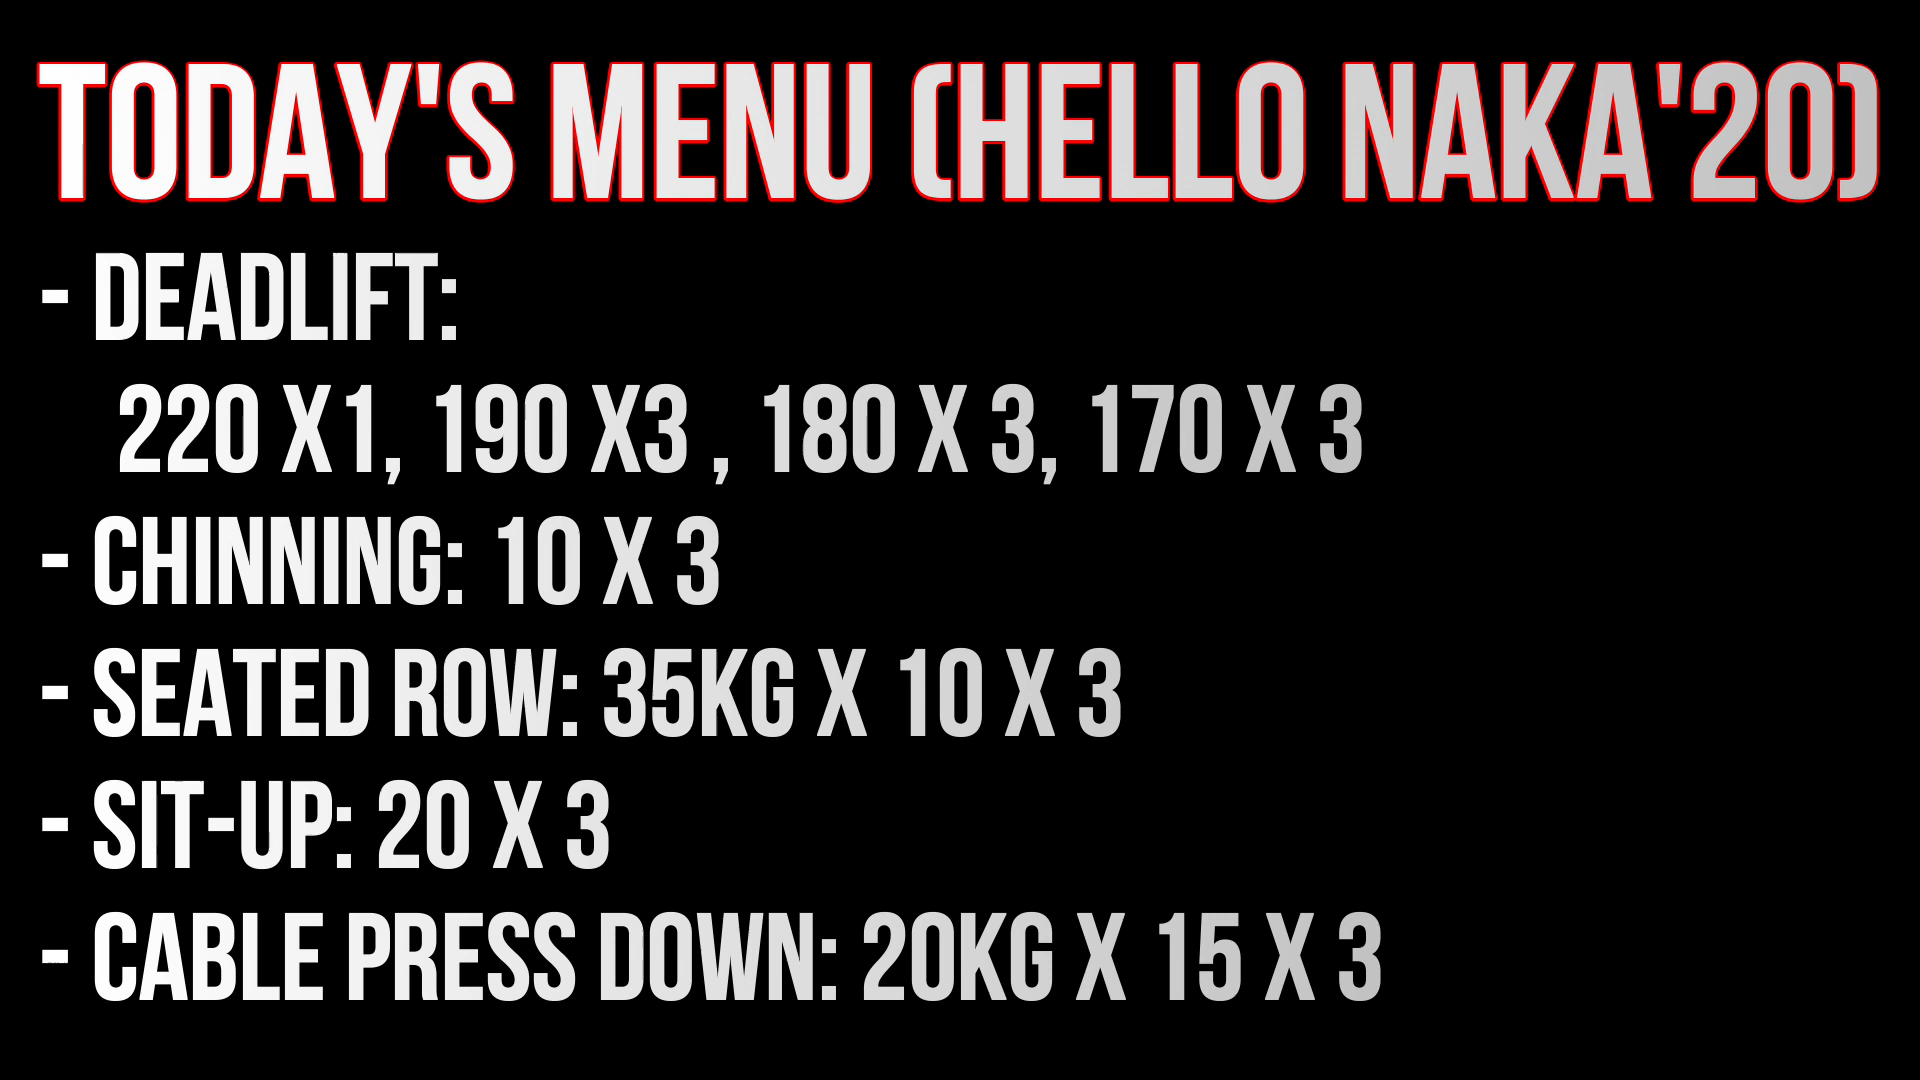 TODAY'S MENU (HELLO NAKA'20)
- DEADLIFT:
220 X1, 190 X3 , 180 X 3, 170 X 3
- CHINNING: 10 X 3
- SEATED ROW: 35KG X 10 X 3
- SIT-UP: 20 X 3
- CABLE PRESS DOWN: 20KG X 15 X 3